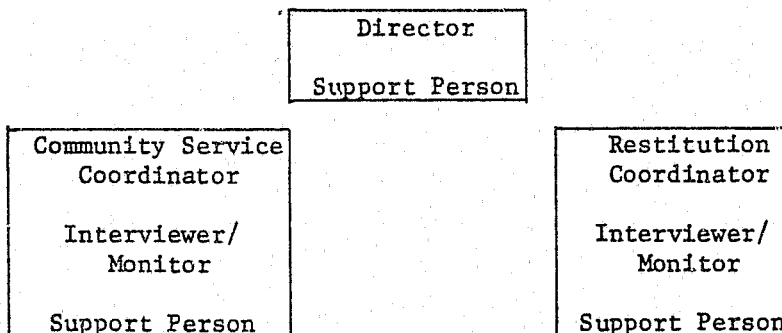 Director
Support Person
Community Service
Coordinator
Interviewer/
Monitor
Support Person
Restitution
Coordinator
Interviewer/
Monitor
Support Person